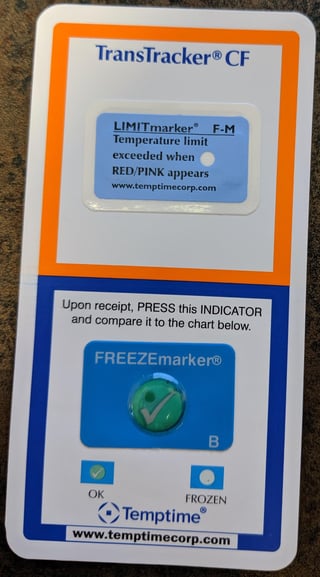 TransTracker® CF
LIMITmarker® F-M
Temperature limit
exceeded when
RED/PINK appears
www.temptimecorp.com
Upon receipt, PRESS this INDICATOR
and compare it to the chart below.
FREEZEmarker®
B
OK
FROZEN
Temptime®
www.temptimecorp.com